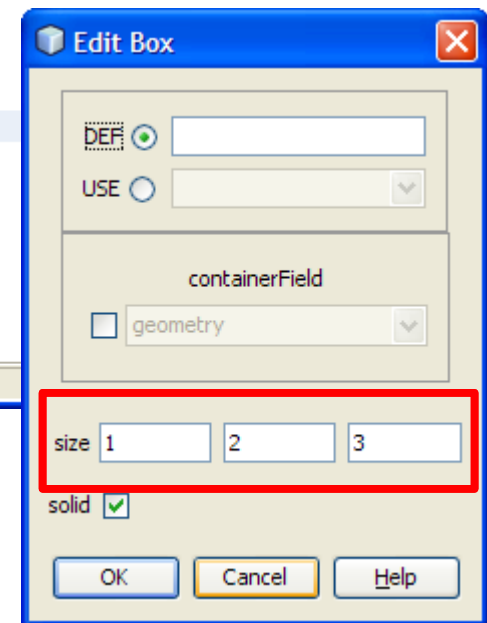 Edit Box
DEF
USE
containerField
geometry
size 1 2 3
solid
OK Cancel Help